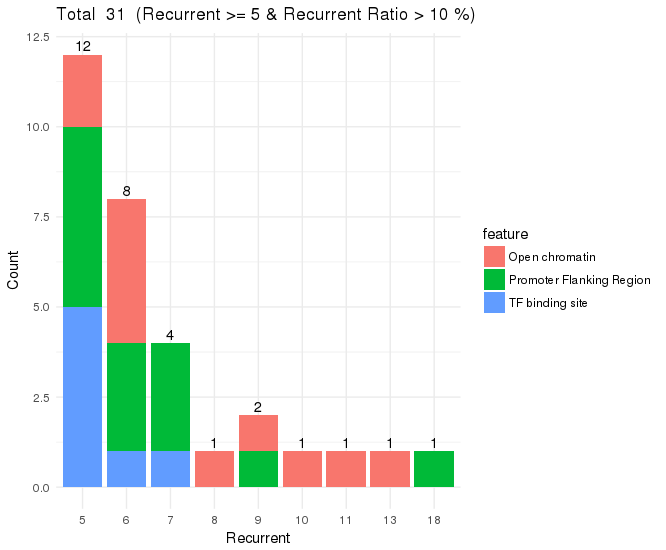 Total 31 (Recurrent >= 5 & Recurrent Ratio > 10 %)
12.5
10.0
7.5
5.0
2.5
0.0
Count
12
8
4
1
2
1
1
1
1
5 6 7 8 9 10 11 13 18
Recurrent
feature
Open chromatin
Promoter Flanking Region
TF binding site